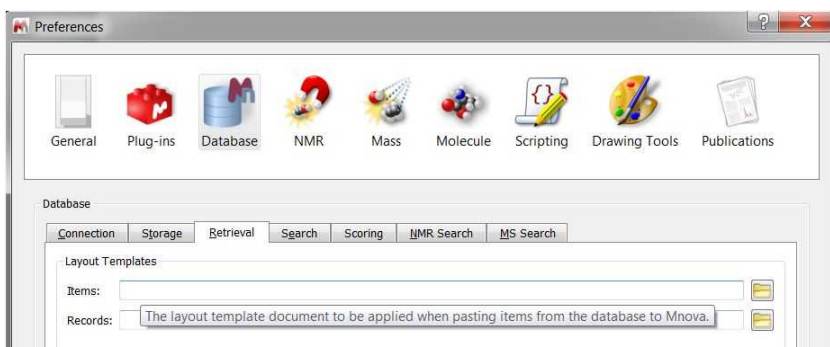 Preferences
General Plug-ins Database NMR Mass Molecule Scripting Drawing Tools Publications
Database
Connection Storage Retrieval Search Scoring NMR Search MS Search
Layout Templates
Items:
Records: The layout template document to be applied when pasting items from the database to Mnova.